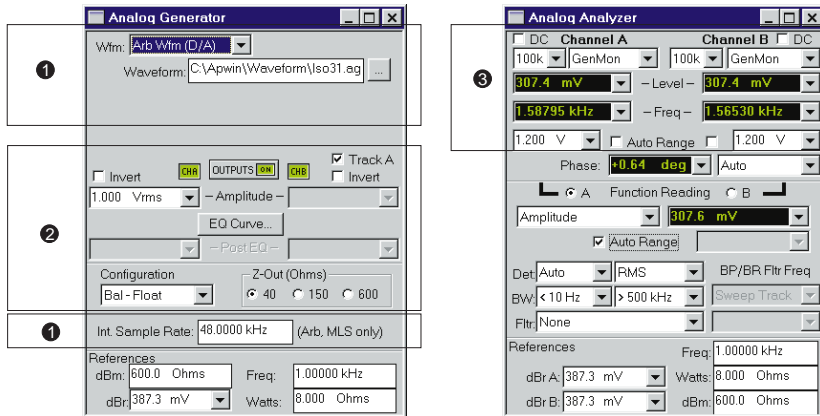 Analog Generator
Wfm: Arb Wfm (D/A)
Waveform: C:\Apwin\Waveform\Iso31.ag ...
1
Invert CHA OUTPUTS ON CHB Track A
Invert
1.000 Vrms – Amplitude –
EQ Curve...
– Post EQ –
2
Configuration Z-Out (Ohms)
Bal - Float 40 150 600
1 Int. Sample Rate: 48.0000 kHz (Arb, MLS only)
References
dBm: 600.0 Ohms Freq: 1.00000 kHz
dBr: 387.3 mV Watts: 8.000 Ohms
Analog Analyzer
DC Channel A Channel B DC
100k GenMon 100k GenMon
3
307.4 mV – Level – 307.4 mV
1.58795 kHz – Freq – 1.56530 kHz
1.200 V Auto Range 1.200 V
Phase: +0.64 deg Auto
A Function Reading B
Amplitude 307.6 mV
Auto Range
Det: Auto RMS BP/BR Fltr Freq
BW: < 10 Hz > 500 kHz Sweep Track
Fltr: None
References Freq: 1.00000 kHz
dBr A: 387.3 mV Watts: 8.000 Ohms
dBr B: 387.3 mV dBm: 600.0 Ohms